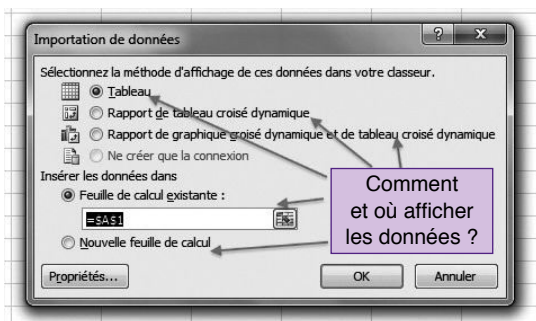 Importation de données
Sélectionnez la méthode d'affichage de ces données dans votre classeur.
Tableau
Rapport de tableau croisé dynamique
Rapport de graphique croisé dynamique et de tableau croisé dynamique
Ne créer que la connexion
Insérer les données dans
Feuille de calcul existante :
=$A$1
Nouvelle feuille de calcul
Comment
et où afficher
les données ?
Propriétés...
OK
Annuler